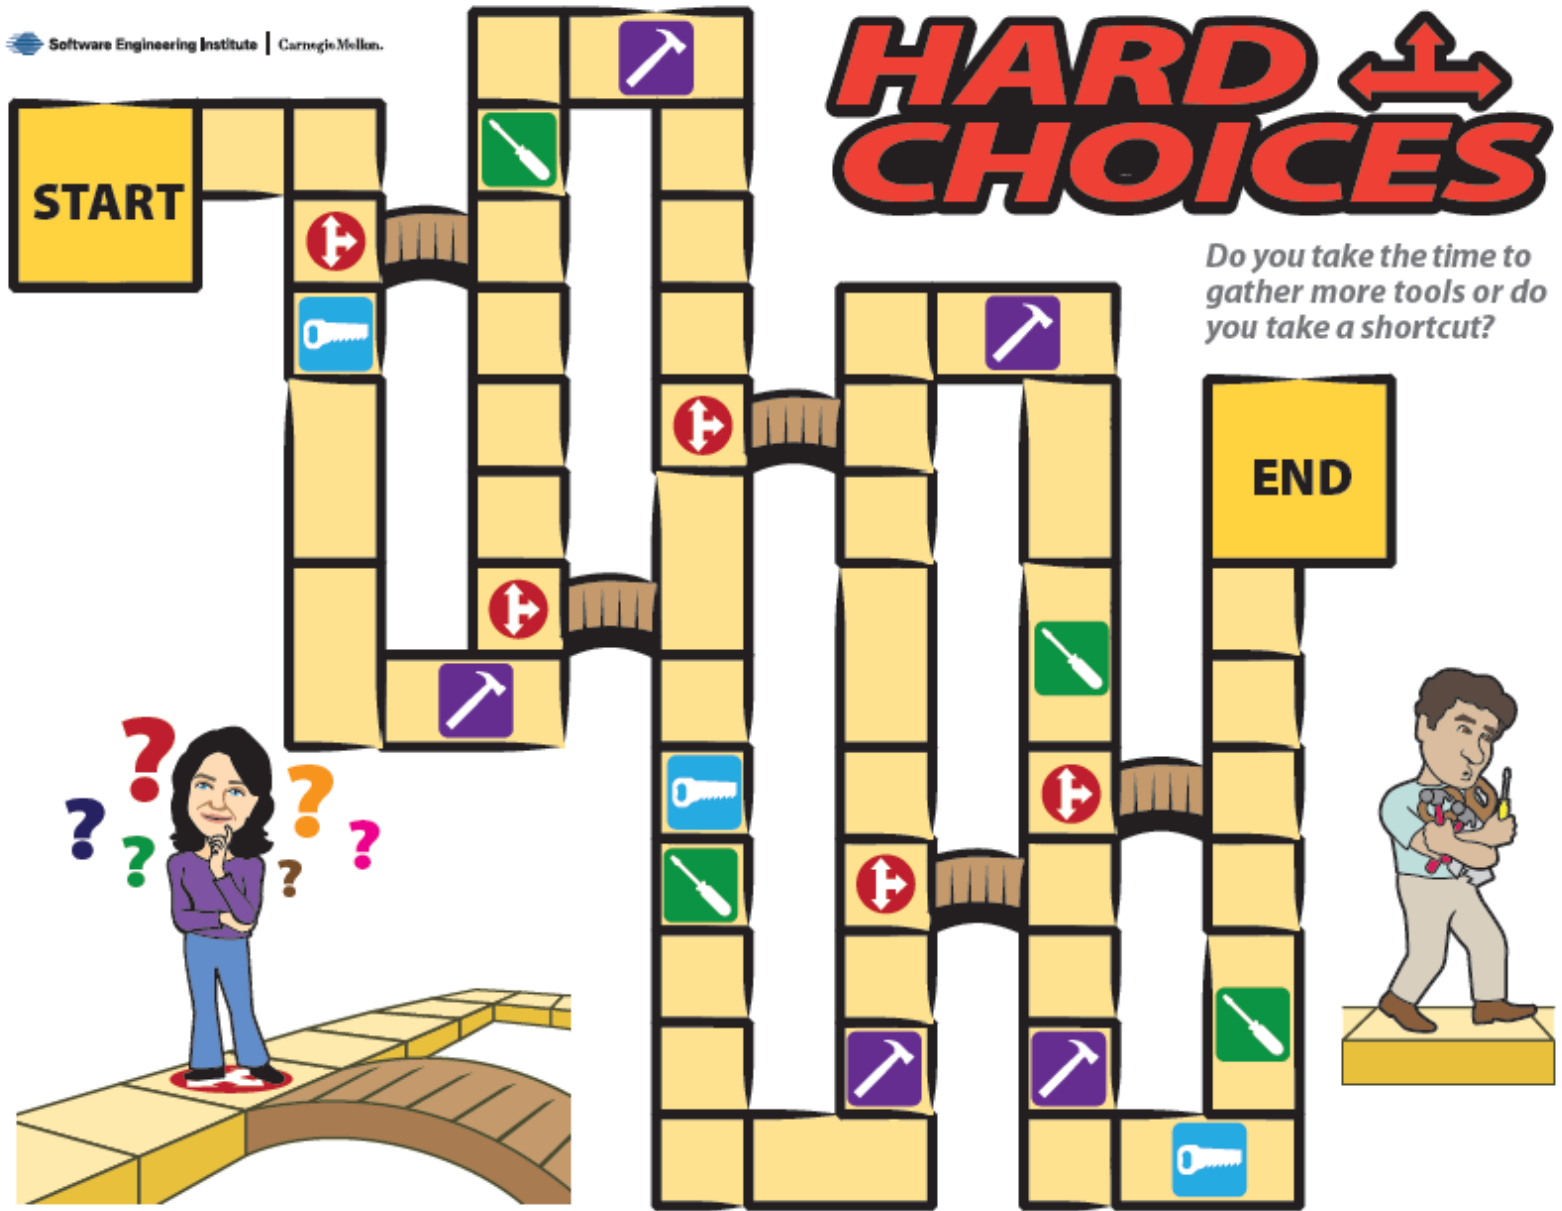 Software Engineering Institute | Carnegie Mellon.
HARD
CHOICES
START
Do you take the time to
gather more tools or do
you take a shortcut?
END
? ? ? ? ? ?